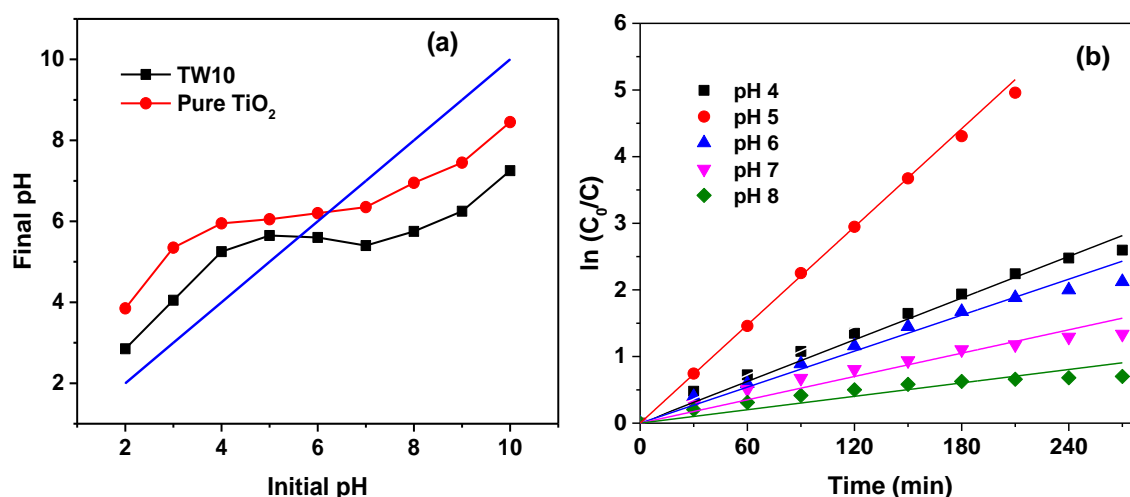 (a)
TW10
Pure TiO₂
Final pH
10
8
6
4
2
2 4 6 8 10
Initial pH
(b)
pH 4
pH 5
pH 6
pH 7
pH 8
ln (C₀/C)
6
5
4
3
2
1
0
0 60 120 180 240
Time (min)